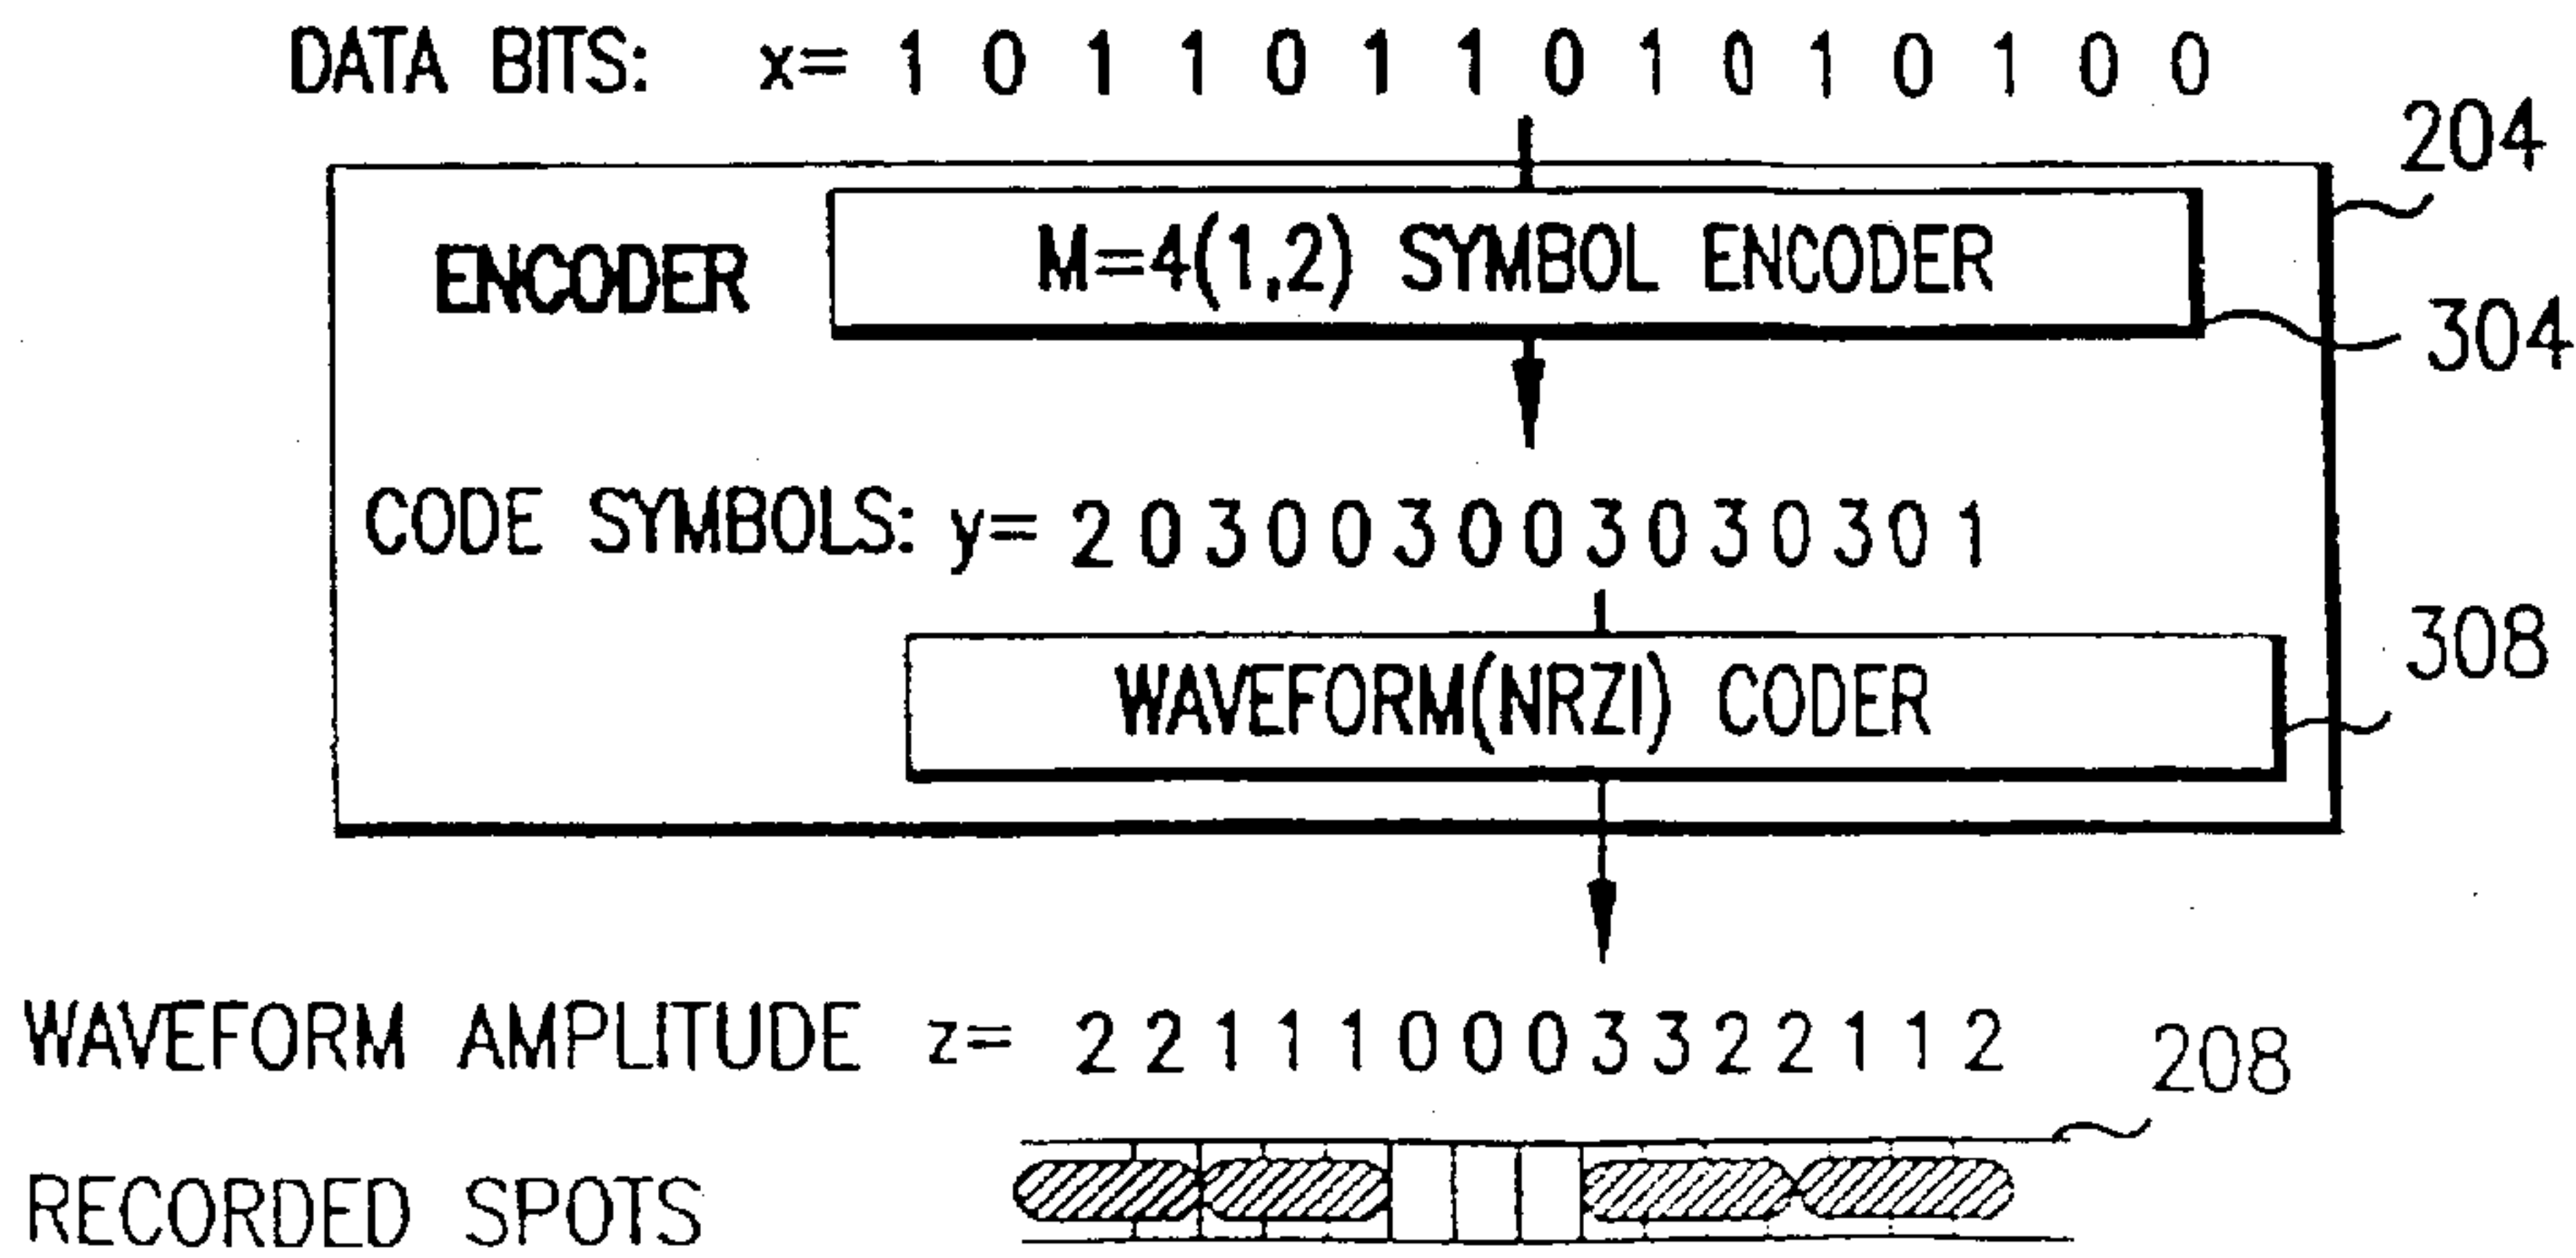 DATA BITS: x= 1 0 1 1 0 1 1 0 1 0 1 0 1 0 0
204
ENCODER
M=4(1,2) SYMBOL ENCODER
304
CODE SYMBOLS: y= 2 0 3 0 0 3 0 0 3 0 3 0 3 0 1
308
WAVEFORM(NRZI) CODER
WAVEFORM AMPLITUDE z= 2 2 1 1 1 0 0 0 3 3 2 2 1 1 2
208
RECORDED SPOTS